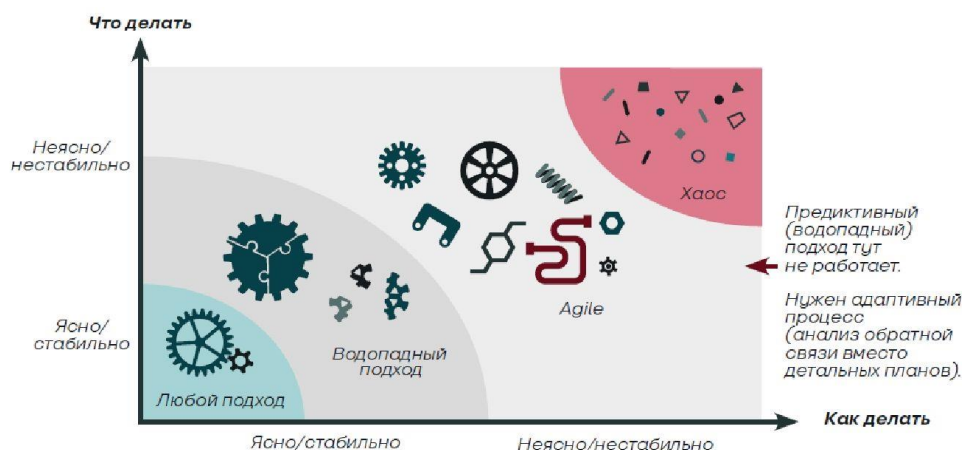 Что делать
Неясно/
нестабильно
Хаос
Предиктивный
(водопадный)
подход тут
не работает.
Agile
Нужен адаптивный
процесс
(анализ обратной
связи вместо
детальных планов).
Ясно/
стабильно
Водопадный
подход
Любой подход
Как делать
Ясно/стабильно
Неясно/нестабильно